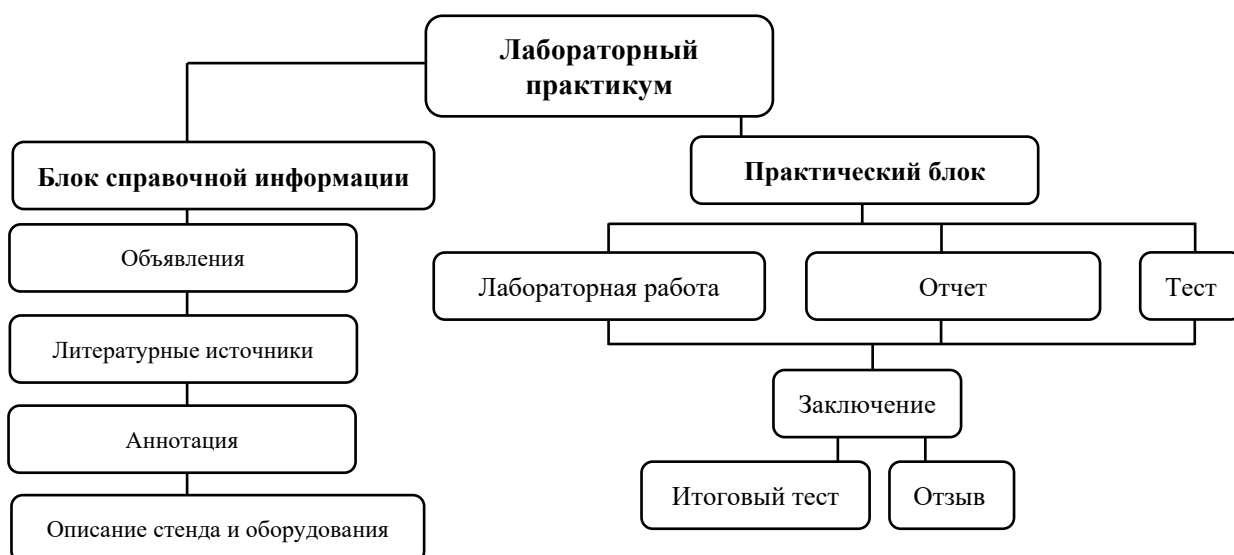 Лабораторный
практикум
Блок справочной информации
Практический блок
Объявления
Лабораторная работа
Отчет
Тест
Литературные источники
Заключение
Аннотация
Итоговый тест
Отзыв
Описание стенда и оборудования